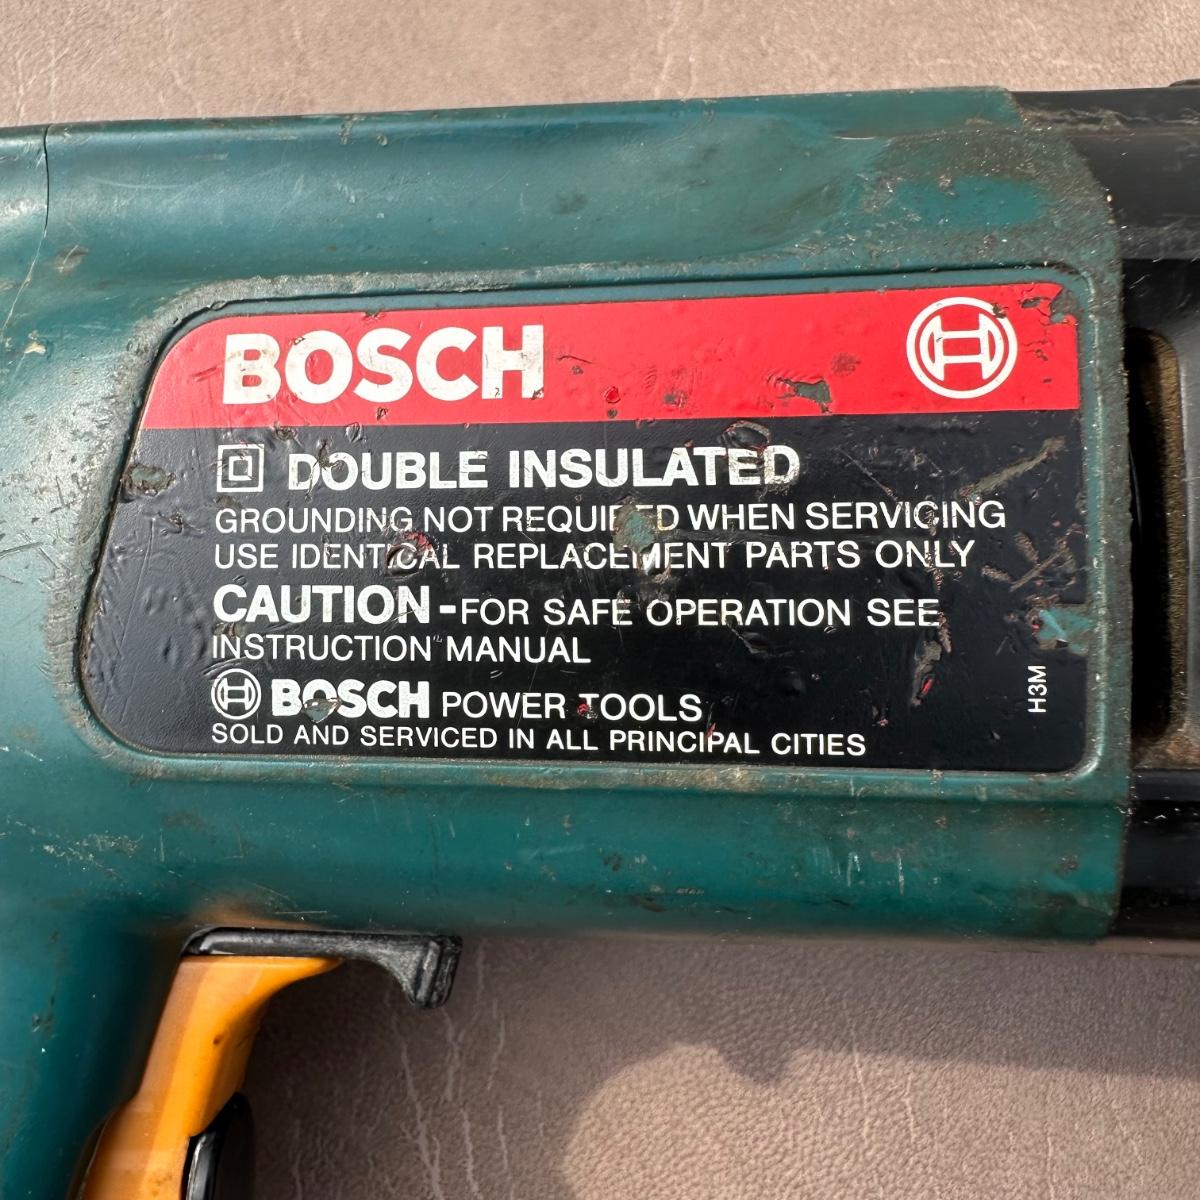 BOSCH
DOUBLE INSULATED
GROUNDING NOT REQUIRED WHEN SERVICING
USE IDENTICAL REPLACEMENT PARTS ONLY
CAUTION-FOR SAFE OPERATION SEE
INSTRUCTION MANUAL
BOSCH POWER TOOLS
SOLD AND SERVICED IN ALL PRINCIPAL CITIES
H3M